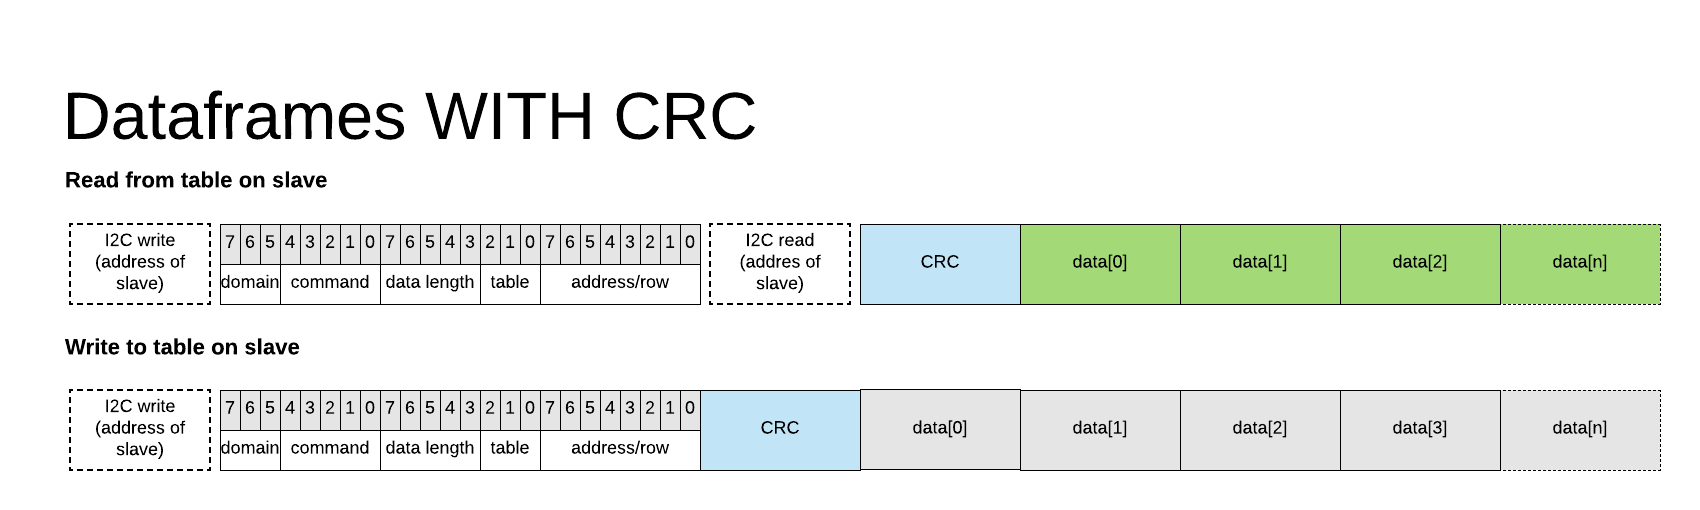 Dataframes WITH CRC
Read from table on slave
I2C write
(address of
slave)
7 6 5 4 3 2 1 0 7 6 5 4 3 2 1 0 7 6 5 4 3 2 1 0
domain command data length table address/row
I2C read
(addres of
slave)
CRC data[0] data[1] data[2] data[n]
Write to table on slave
I2C write
(address of
slave)
7 6 5 4 3 2 1 0 7 6 5 4 3 2 1 0 7 6 5 4 3 2 1 0
domain command data length table address/row
CRC data[0] data[1] data[2] data[3] data[n]